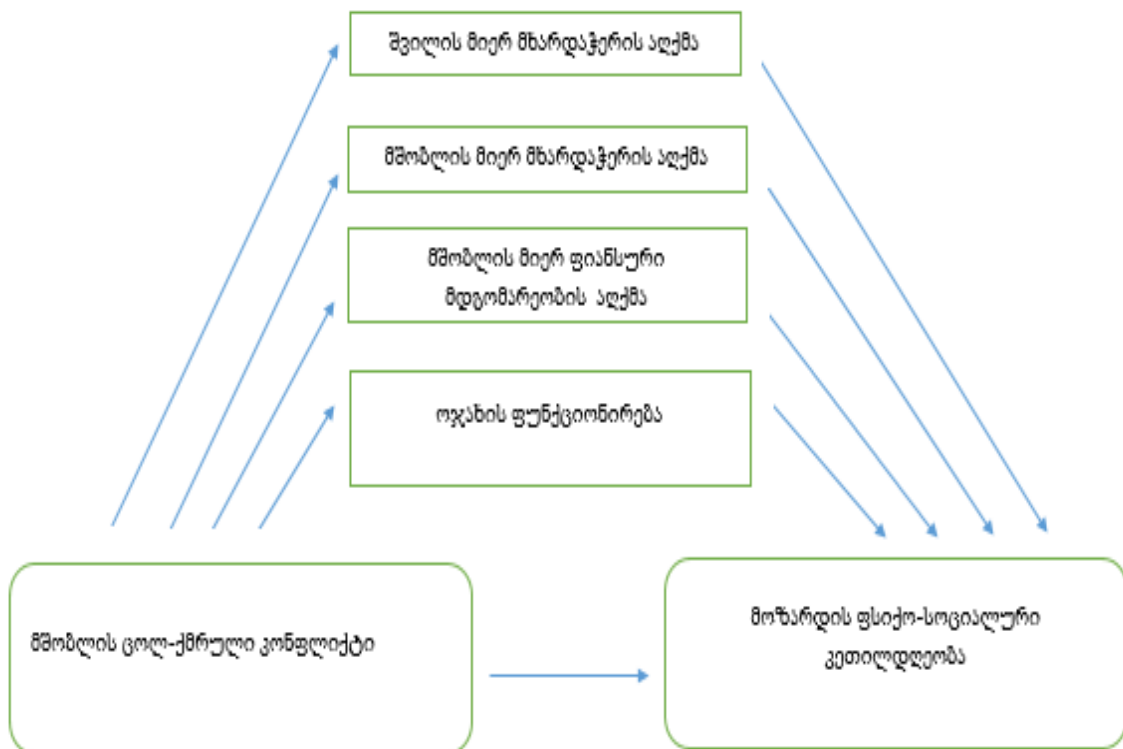 შვილის მიერ მხარდაჭერის აღქმა
მშობლის მიერ მხარდაჭერის აღქმა
მშობლის მიერ ფიანსური
მდგომარეობის აღქმა
ოჯახის ფუნქციონირება
მშობლის ცოლ-ქმრული კონფლიქტი
მოზარდის ფსიქო-სოციალური
კეთილდღეობა